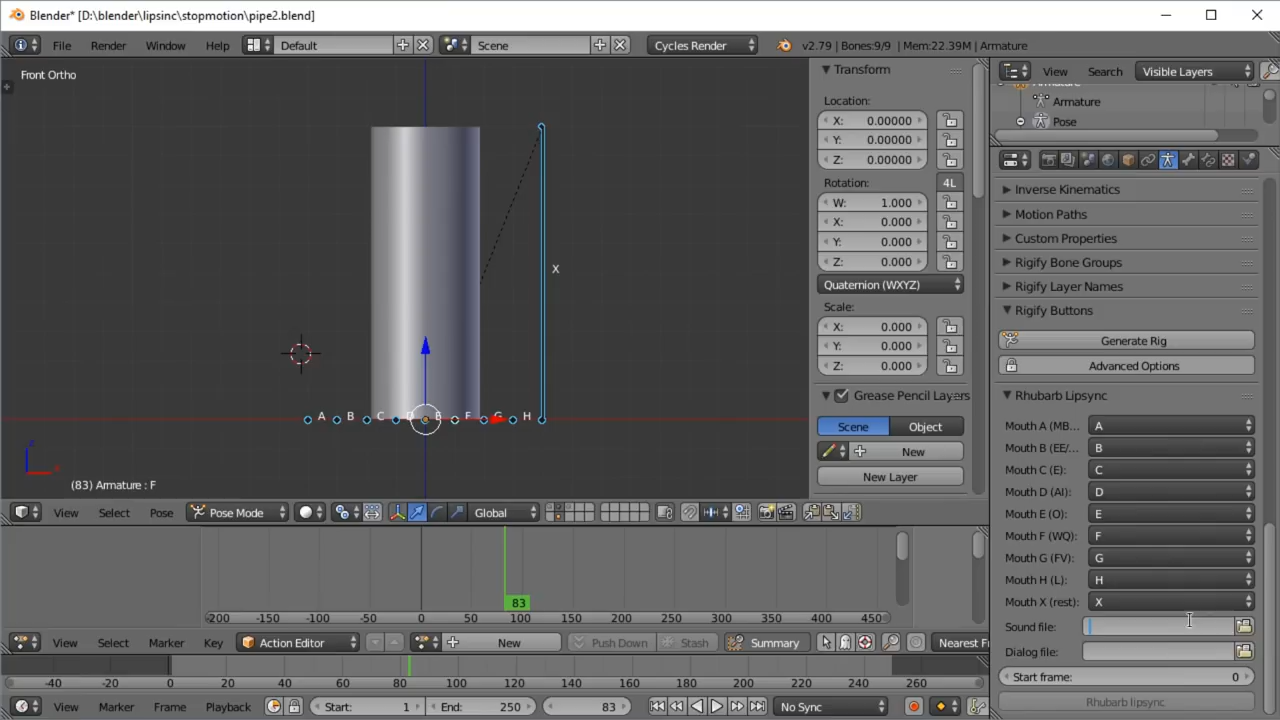 Blender* [D:\blender\lipsinc\stopmotion\pipe2.blend]
File Render Window Help Default Scene Cycles Render v2.79 | Bones:9/9 | Mem:22.39M | Armature
Front Ortho
X
A B C D E F G H
(83) Armature : F
View Select Pose Pose Mode Global
Transform
Location:
X: 0.00000
Y: 0.00000
Z: 0.00000
Rotation: 4L
W: 1.000
X: 0.000
Y: 0.000
Z: 0.000
Quaternion (WXYZ)
Scale:
X: 0.000
Y: 0.000
Z: 0.000
Grease Pencil Layers
Scene Object
New
New Layer
View Search Visible Layers
Armature
Armature
Pose
Inverse Kinematics
Motion Paths
Custom Properties
Rigify Bone Groups
Rigify Layer Names
Rigify Buttons
Generate Rig
Advanced Options
Rhubarb Lipsync
Mouth A (MB... A
Mouth B (EE/... B
Mouth C (E): C
Mouth D (AI): D
Mouth E (O): E
Mouth F (WQ): F
Mouth G (FV): G
Mouth H (L): H
Mouth X (rest): X
Sound file:
Dialog file:
Start frame: 0
Rhubarb lipsync
83
-200 -150 -100 -50 0 50 100 150 200 250 300 350 400 450
View Select Marker Key Action Editor New Push Down Stash Summary Nearest Fr
-40 -20 0 20 40 60 80 100 120 140 160 180 200 220 240 260
View Marker Frame Playback Start: 1 End: 250 83 No Sync